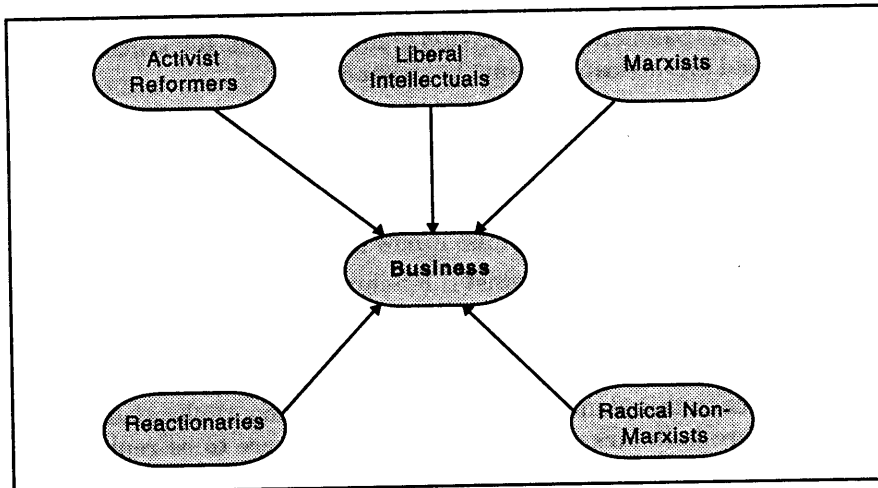 Activist
Reformers
Liberal
Intellectuals
Marxists
Business
Reactionaries
Radical Non-
Marxists